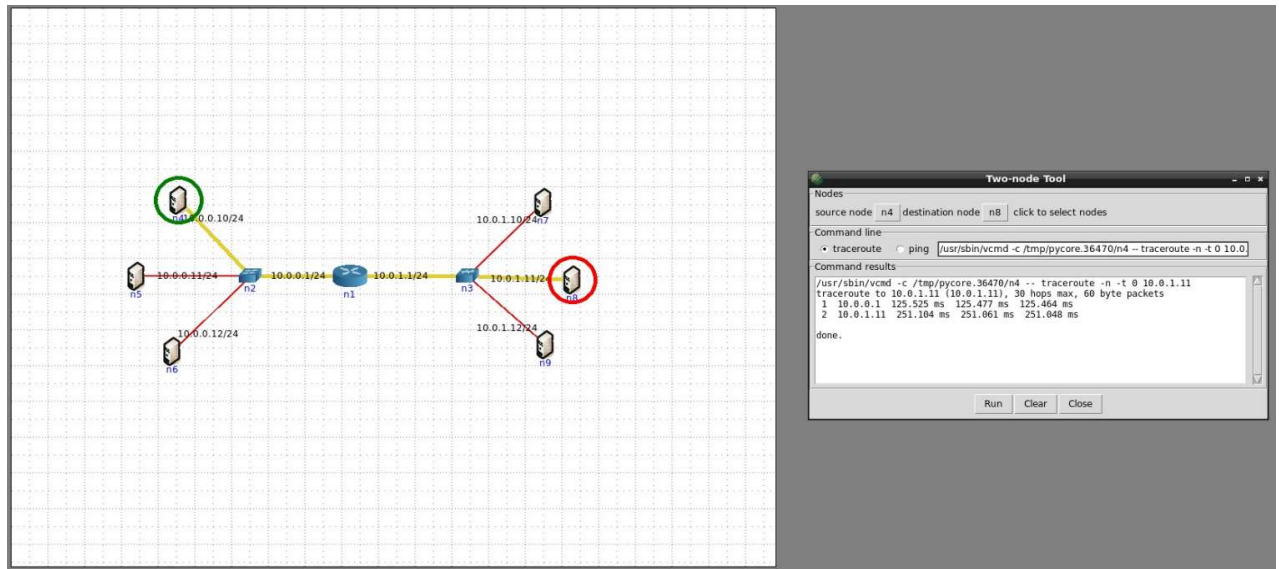 n4
10.0.0.10/24
10.0.0.11/24
n5
10.0.0.12/24
n6
n2
10.0.0.1/24
n1
10.0.1.1/24
n3
10.0.1.10/24
n7
10.0.1.11/24
n8
10.0.1.12/24
n9
Two-node Tool
Nodes
source node n4 destination node n8 click to select nodes
Command line
traceroute ping /usr/sbin/vcmd -c /tmp/pycore.36470/n4 -- traceroute -n -t 0 10.0.
Command results
/usr/sbin/vcmd -c /tmp/pycore.36470/n4 -- traceroute -n -t 0 10.0.1.11
traceroute to 10.0.1.11 (10.0.1.11), 30 hops max, 60 byte packets
1 10.0.0.1 125.525 ms 125.477 ms 125.464 ms
2 10.0.1.11 251.104 ms 251.061 ms 251.048 ms
done.
Run Clear Close